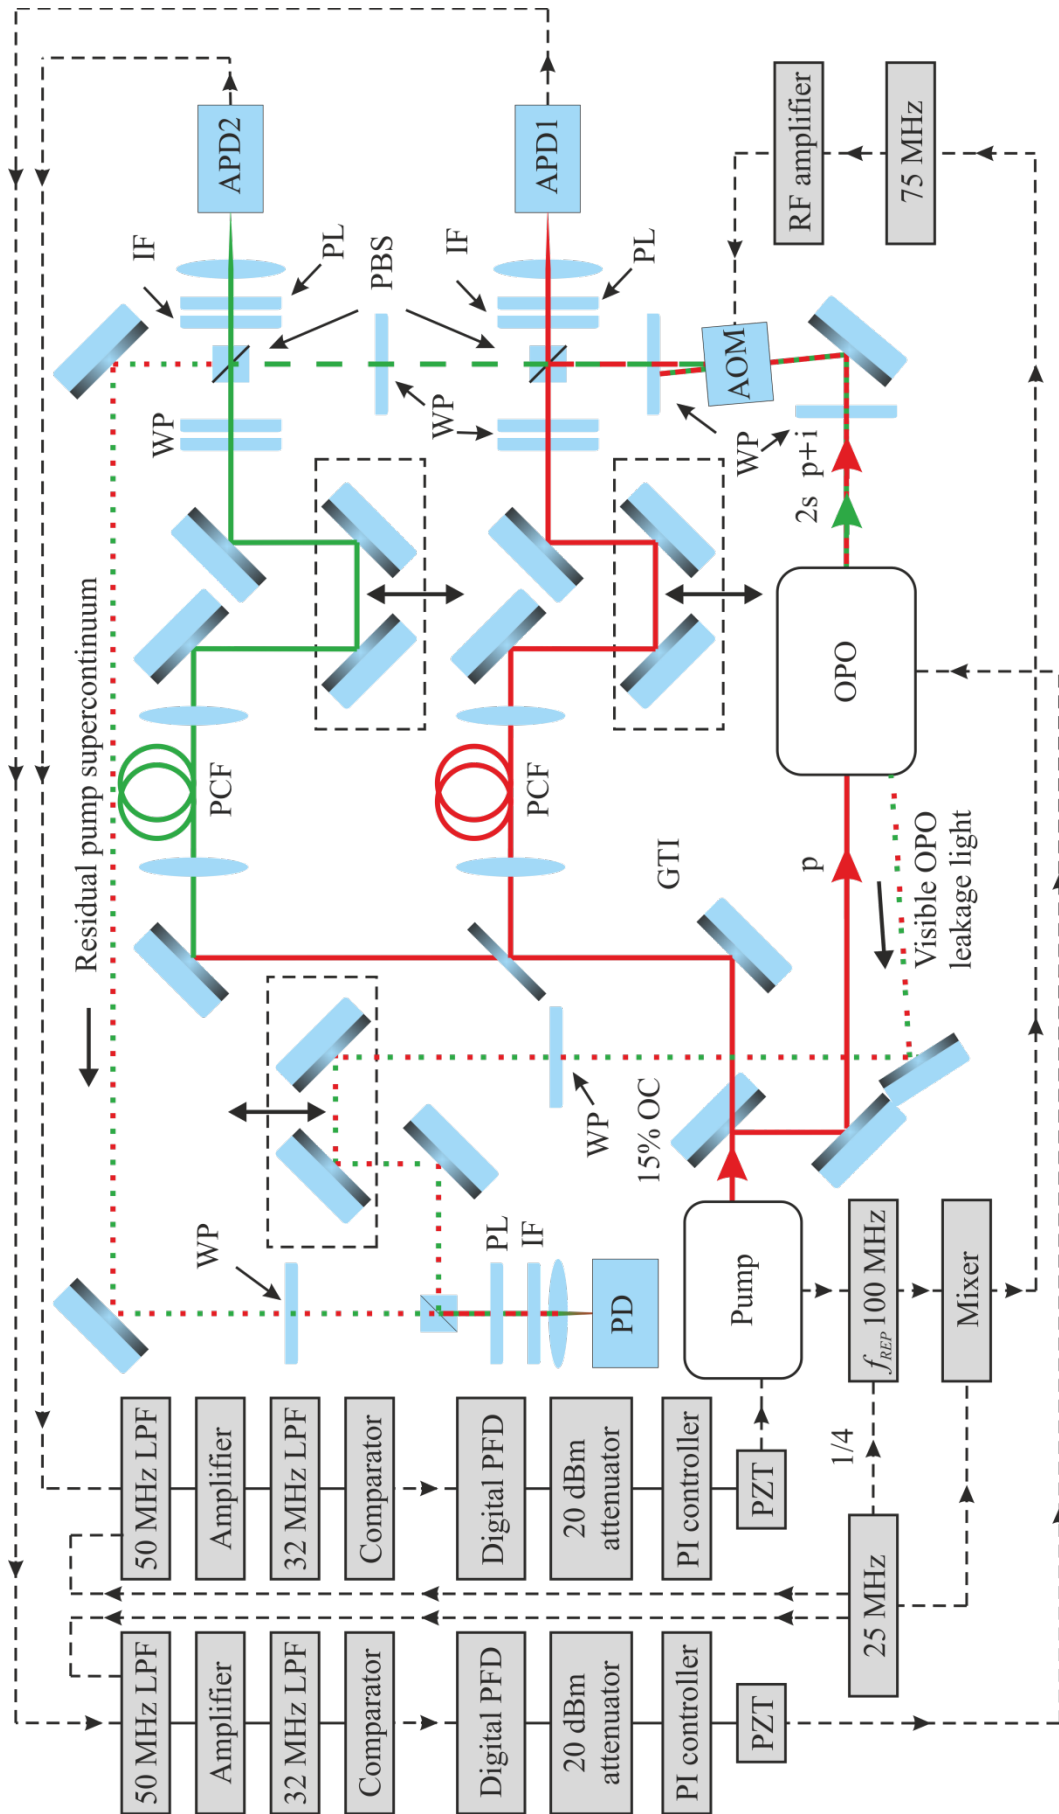 Residual pump supercontinuum
50 MHz LPF
50 MHz LPF
Amplifier
Amplifier
32 MHz LPF
32 MHz LPF
Comparator
Comparator
Digital PFD
Digital PFD
20 dBm
attenuator
20 dBm
attenuator
PI controller
PI controller
PZT
PZT
25 MHz
1/4
WP
PL
IF
PD
PCF
WP
IF
PL
APD2
PBS
WP
PCF
IF
PL
APD1
WP
15% OC
GTI
WP
AOM
RF amplifier
75 MHz
Pump
f_REP 100 MHz
Mixer
p
OPO
2s p+i
Visible OPO
leakage light